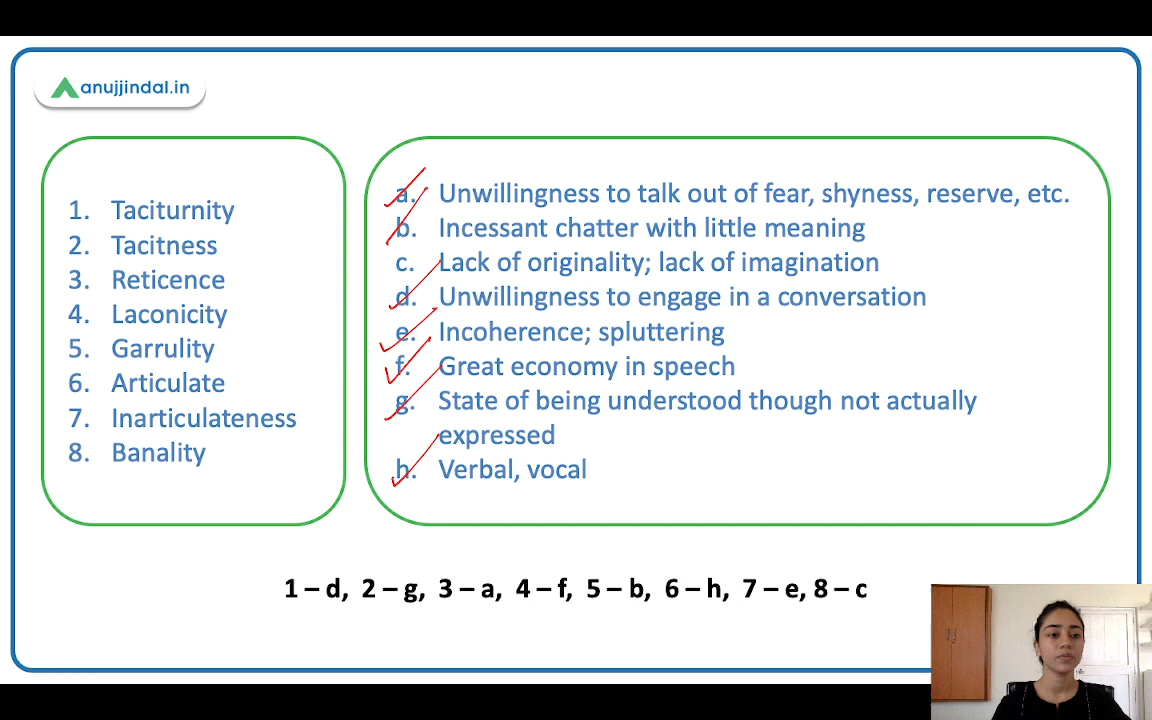 anujjindal.in
1. Taciturnity
2. Tacitness
3. Reticence
4. Laconicity
5. Garrulity
6. Articulate
7. Inarticulateness
8. Banality
a. Unwillingness to talk out of fear, shyness, reserve, etc.
b. Incessant chatter with little meaning
c. Lack of originality; lack of imagination
d. Unwillingness to engage in a conversation
e. Incoherence; spluttering
f. Great economy in speech
g. State of being understood though not actually
expressed
h. Verbal, vocal
1 – d, 2 – g, 3 – a, 4 – f, 5 – b, 6 – h, 7 – e, 8 – c